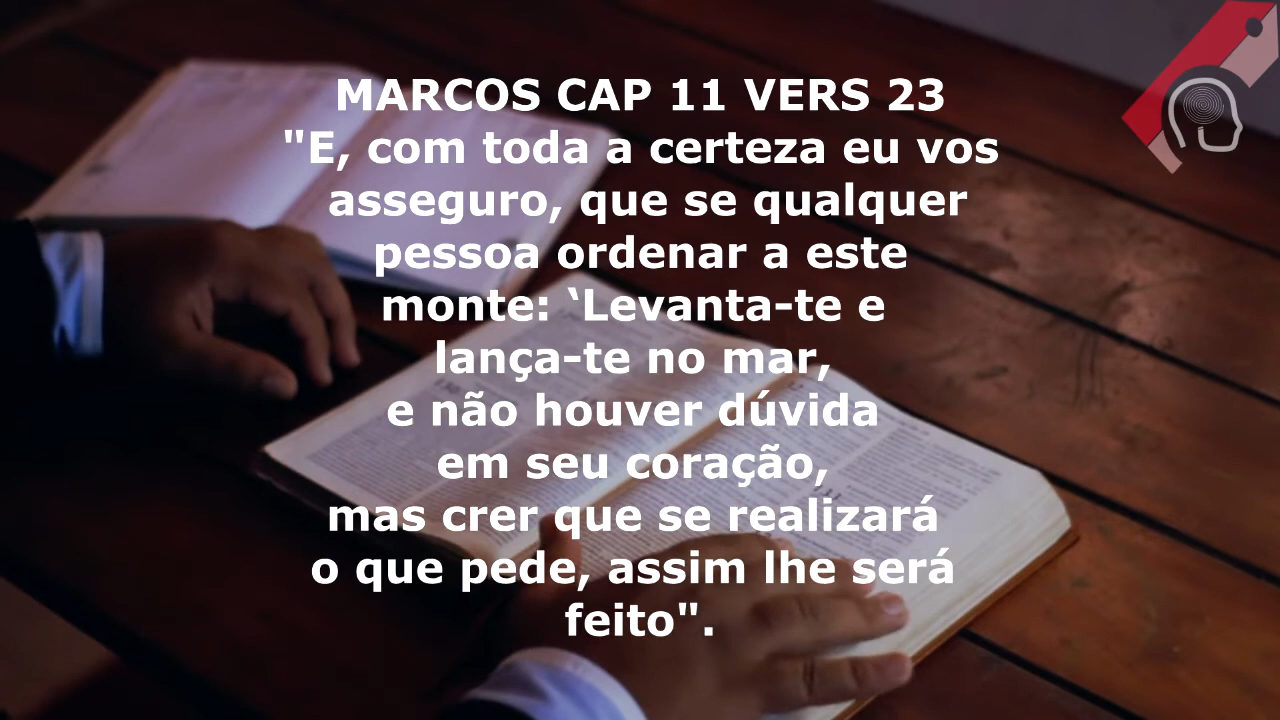 MARCOS CAP 11 VERS 23
"E, com toda a certeza eu vos
asseguro, que se qualquer
pessoa ordenar a este
monte: ‘Levanta-te e
lança-te no mar,
e não houver dúvida
em seu coração,
mas crer que se realizará
o que pede, assim lhe será
feito".